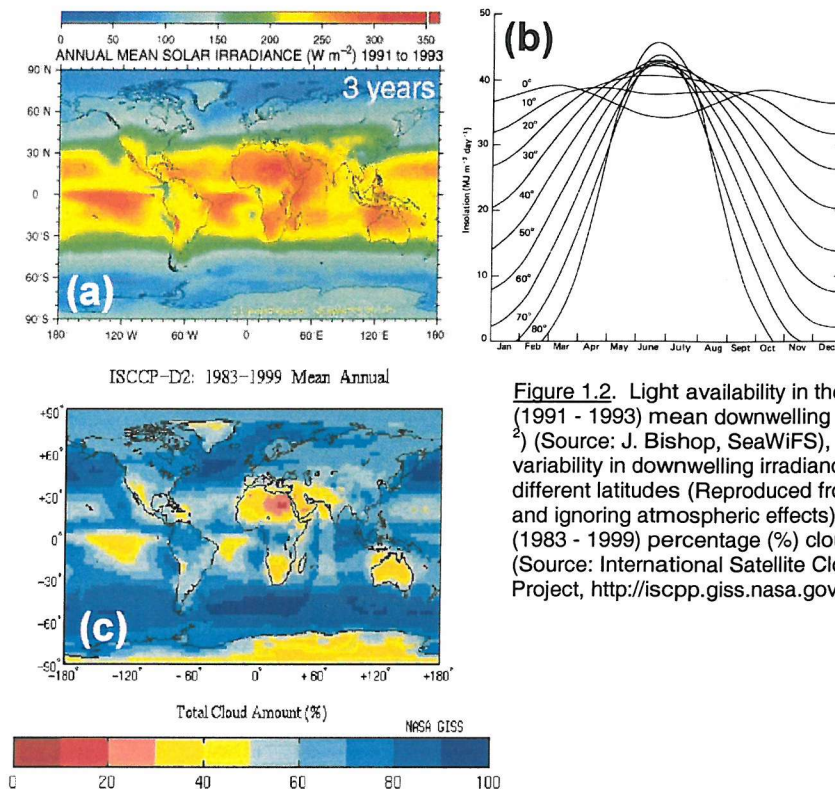 0 50 100 150 200 250 300 350
ANNUAL MEAN SOLAR IRRADIANCE (W m⁻²) 1991 to 1993
90 N
60 N
30 N
0
30°S
60°S
90°S
3 years
(a)
180 120 W 60°W 0 60 E 120°E 180
(b)
Insolation (MJ m⁻³ day⁻¹)
50
40
30
20
10
0
0°
10°
20°
30°
40°
50°
60°
70°
80°
Jan Feb Mar Apr May June July Aug Sept Oct Nov Dec
ISCCP-D2: 1983-1999 Mean Annual
+90°
+60°
+30°
0°
-30°
-60°
-90°
(c)
-180° -120° -60° 0° +60° +120° +180°
Total Cloud Amount (%)
NASA GISS
0 20 40 60 80 100
Figure 1.2. Light availability in the
(1991 - 1993) mean downwelling
²) (Source: J. Bishop, SeaWiFS),
variability in downwelling irradianc
different latitudes (Reproduced fro
and ignoring atmospheric effects)
(1983 - 1999) percentage (%) clou
(Source: International Satellite Clo
Project, http://iscpp.giss.nasa.gov